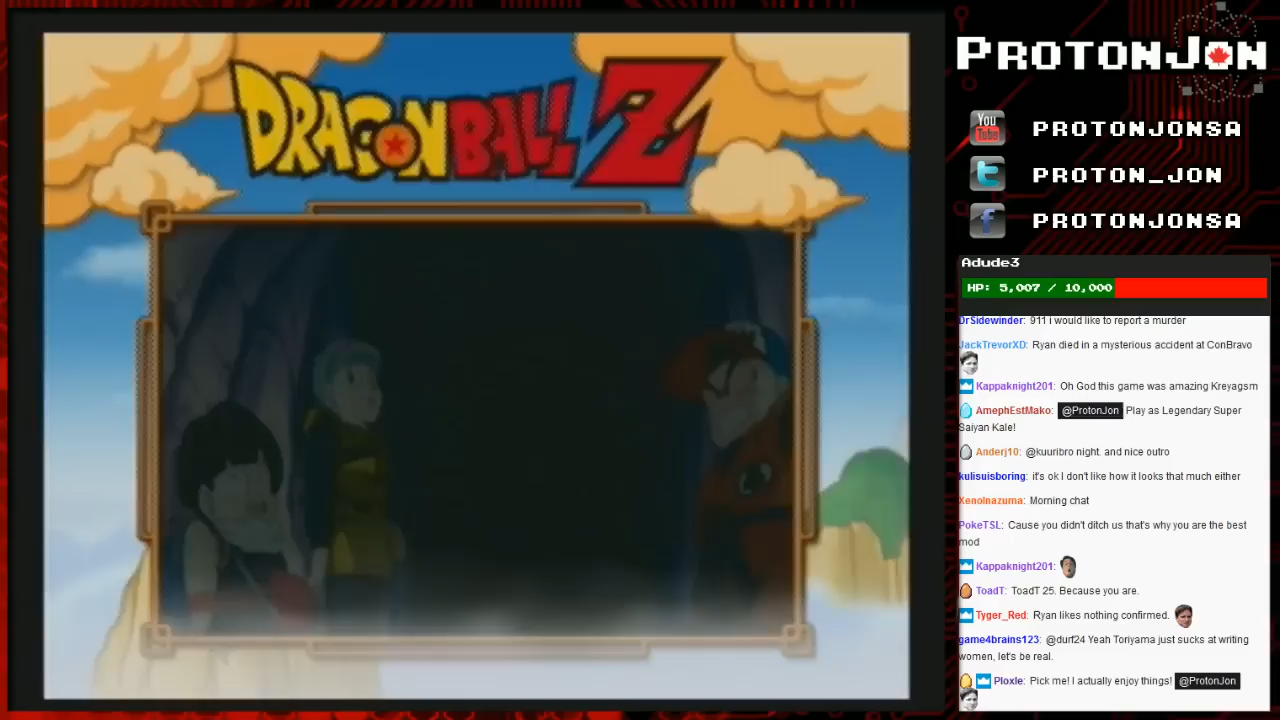 DRAGON BALL Z
PROTONJON
You
Tube
PROTONJONSA
PROTON_JON
PROTONJONSA
Adude3
HP: 5,007 / 10,000
DrSidewinder: 911 i would like to report a murder
JackTrevorXD: Ryan died in a mysterious accident at ConBravo
Kappaknight201: Oh God this game was amazing Kreyagsm
AmephEstMako: @ProtonJon Play as Legendary Super
Saiyan Kale!
Anderj10: @kuuribro night. and nice outro
kulisuisboring: it's ok I don't like how it looks that much either
XenoInazuma: Morning chat
PokeTSL: Cause you didn't ditch us that's why you are the best
mod
Kappaknight201:
ToadT: ToadT 25. Because you are.
Tyger_Red: Ryan likes nothing confirmed.
game4brains123: @durf24 Yeah Toriyama just sucks at writing
women, let's be real.
Ploxle: Pick me! I actually enjoy things! @ProtonJon